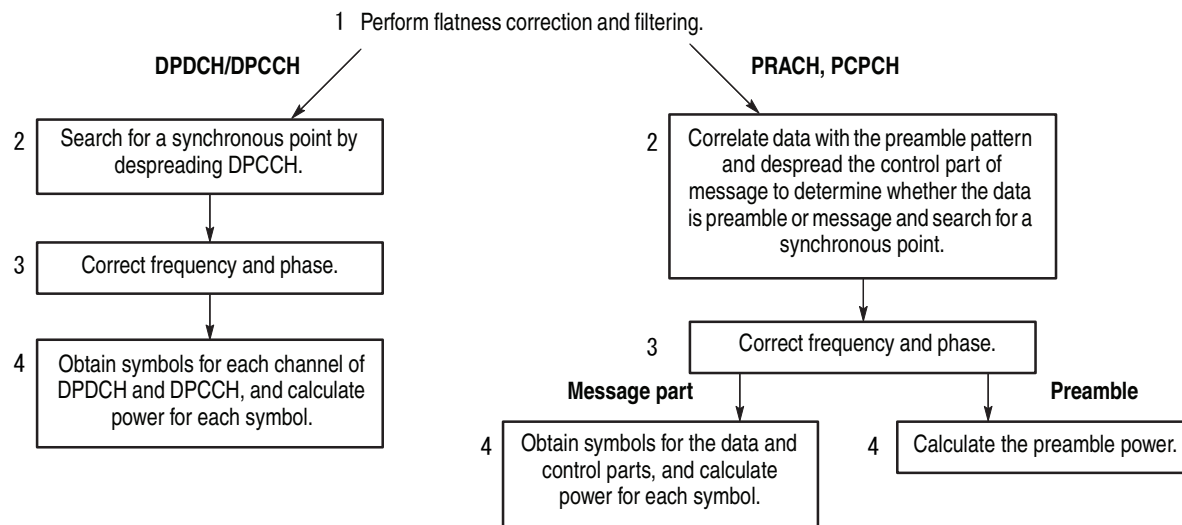 1 Perform flatness correction and filtering.
DPDCH/DPCCH
PRACH, PCPCH
2 Search for a synchronous point by
despreading DPCCH.
3 Correct frequency and phase.
4 Obtain symbols for each channel of
DPDCH and DPCCH, and calculate
power for each symbol.
2 Correlate data with the preamble pattern
and despread the control part of
message to determine whether the data
is preamble or message and search for a
synchronous point.
3 Correct frequency and phase.
Message part
Preamble
4 Obtain symbols for the data and
control parts, and calculate
power for each symbol.
4 Calculate the preamble power.